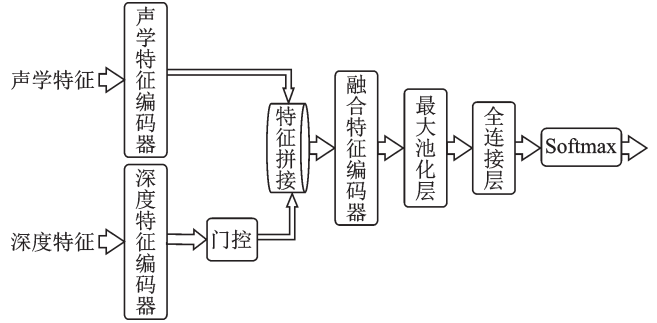 声学特征
声学特征编码器
深度特征
深度特征编码器
门控
特征拼接
融合特征编码器
最大池化层
全连接层
Softmax